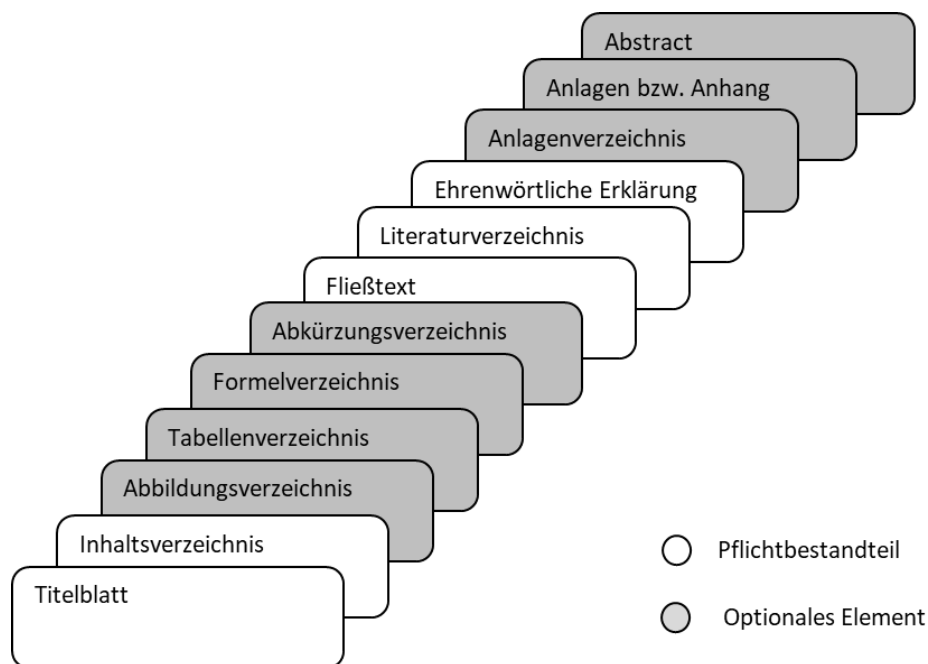 Abstract
Anlagen bzw. Anhang
Anlagenverzeichnis
Ehrenwörtliche Erklärung
Literaturverzeichnis
Fließtext
Abkürzungsverzeichnis
Formelverzeichnis
Tabellenverzeichnis
Abbildungsverzeichnis
Inhaltsverzeichnis
Titelblatt
Pflichtbestandteil
Optionales Element